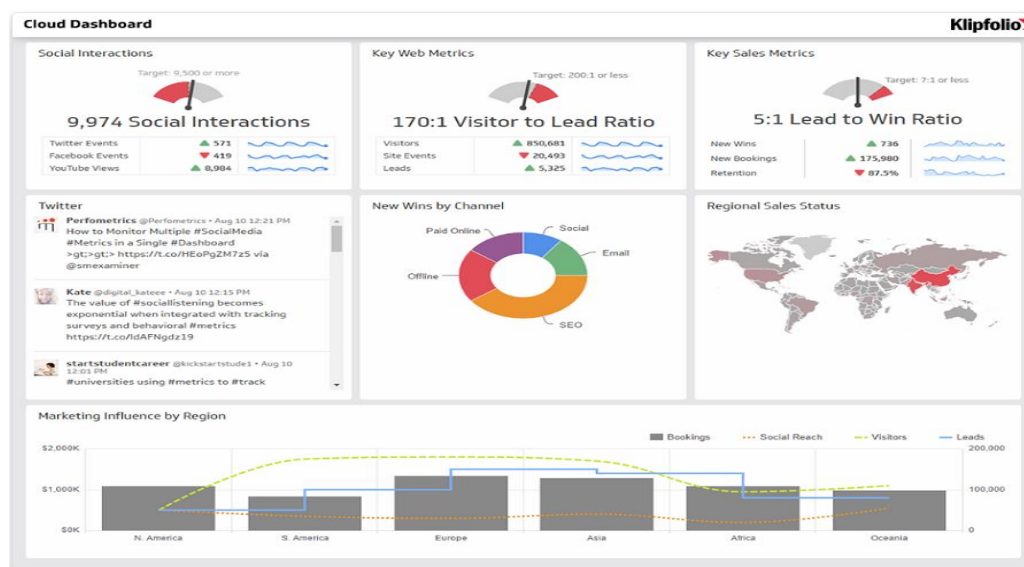 Cloud Dashboard
Klipfolio
Social Interactions
Target: 9,500 or more
9,974 Social Interactions
Twitter Events 571
Facebook Events 419
YouTube Views 8,984
Key Web Metrics
Target: 200:1 or less
170:1 Visitor to Lead Ratio
Visitors 850,681
Site Events 20,493
Leads 5,325
Key Sales Metrics
Target: 7:1 or less
5:1 Lead to Win Ratio
New Wins 736
New Bookings 175,980
Retention 87.5%
Twitter
Perfometrics @Perfometrics • Aug 10 12:21 PM
How to Monitor Multiple #SocialMedia
#Metrics in a Single #Dashboard
>gt;>gt;> https://t.co/HEoPgZM7z5 via
@smexaminer
Kate @digital_kateee • Aug 10 12:15 PM
The value of #sociallistening becomes
exponential when integrated with tracking
surveys and behavioral #metrics
https://t.co/ldAFNgdz19
startstudentcareer @kickstartstude1 • Aug 10
12:01 PM
#universities using #metrics to #track
New Wins by Channel
Paid Online
Social
Email
Offline
SEO
Regional Sales Status
Marketing Influence by Region
Bookings Social Reach Visitors Leads
$2,000K
$1,000K
$0K
200,000
100,000
0
N. America S. America Europe Asia Africa Oceania